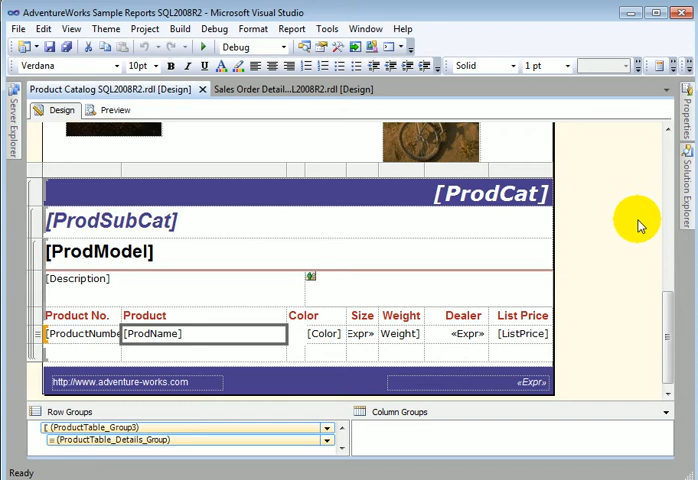 AdventureWorks Sample Reports SQL2008R2 - Microsoft Visual Studio
File Edit View Theme Project Build Debug Format Report Tools Window Help
Debug
Verdana 10pt B I U A Solid 1 pt
Product Catalog SQL2008R2.rdl [Design] Sales Order Detail...L2008R2.rdl [Design]
Design Preview
Server Explorer
Properties
Solution Explorer
[ProdCat]
[ProdSubCat]
[ProdModel]
[Description]
Product No. Product Color Size Weight Dealer List Price
[ProductNumbe [ProdName] [Color] Expr» Weight] «Expr» [ListPrice]
http://www.adventure-works.com «Expr»
Row Groups Column Groups
[ (ProductTable_Group3)
(ProductTable_Details_Group)
Ready